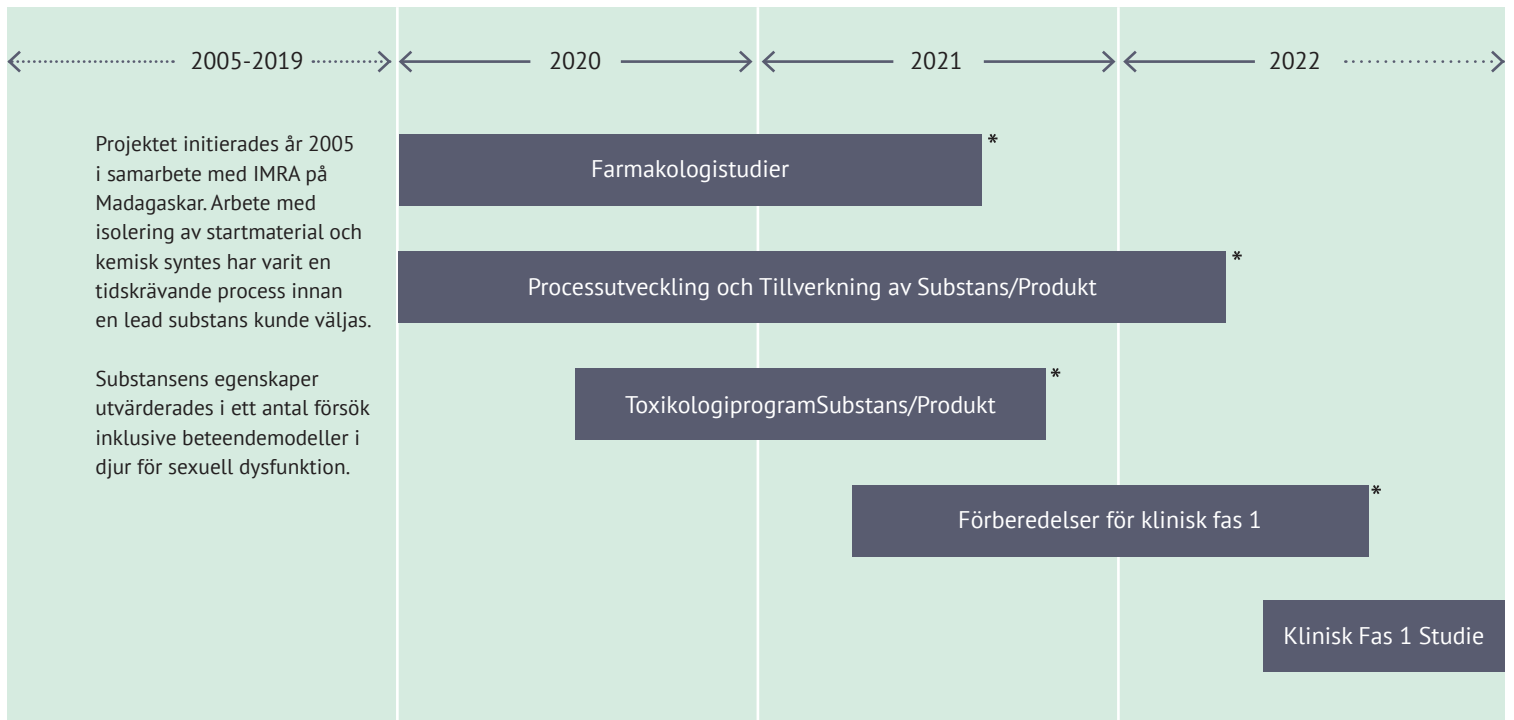 2005-2019
2020
2021
2022
Projektet initierades år 2005
i samarbete med IMRA på
Madagaskar. Arbete med
isolering av startmaterial och
kemisk syntes har varit en
tidskrävande process innan
en lead substans kunde väljas.
Substansens egenskaper
utvärderades i ett antal försök
inklusive beteendemodeller i
djur för sexuell dysfunktion.
Farmakologistudier *
Processutveckling och Tillverkning av Substans/Produkt *
ToxikologiprogramSubstans/Produkt *
Förberedelser för klinisk fas 1 *
Klinisk Fas 1 Studie